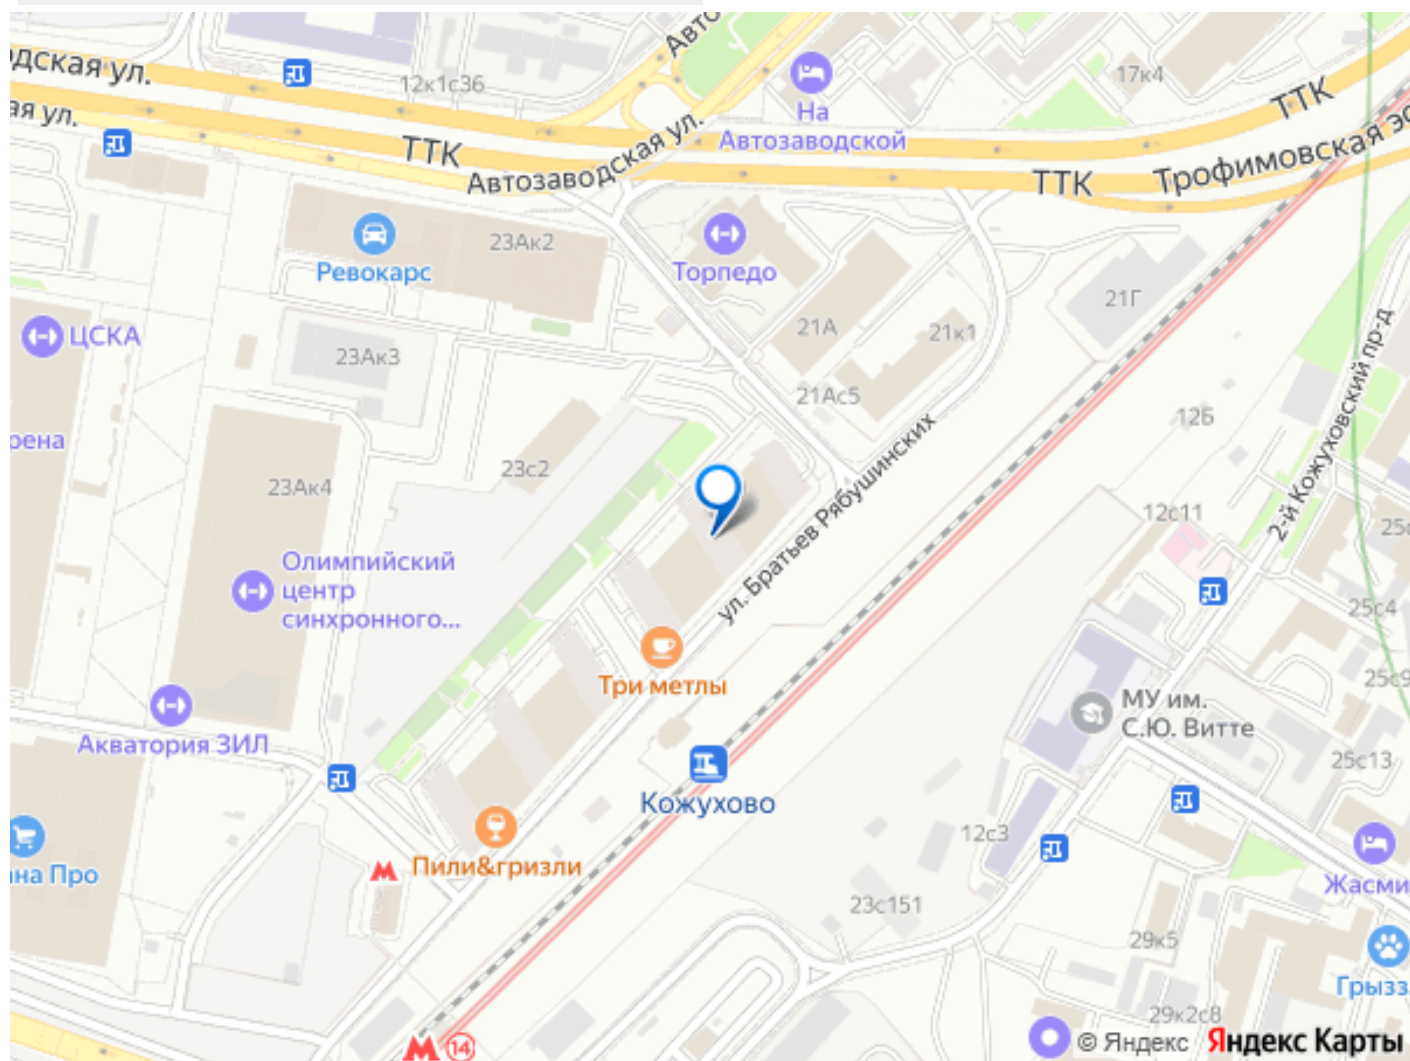 Авто
дская ул.
ая ул.
12к1с36
17к4
На
Автозаводской
ТТК
ТТК
Автозаводская ул.
ТТК
Трофимовская эс
Ревокарс
23Ак2
Торпедо
21Г
ЦСКА
23Ак3
21А
21к1
21Ас5
12Б
2-й Кожуховский пр-д
рена
23Ак4
23с2
ул. Братьев Рябушинских
12с11
25с
Олимпийский
центр
синхронного...
25с4
Три метлы
25с9
МУ им.
С.Ю. Витте
Акватория ЗИЛ
Кожухово
25с13
12с3
на Про
Пили&гризли
Жасми
23с151
29к5
Грызз
29к2с8
14
© Яндекс
Яндекс Карты